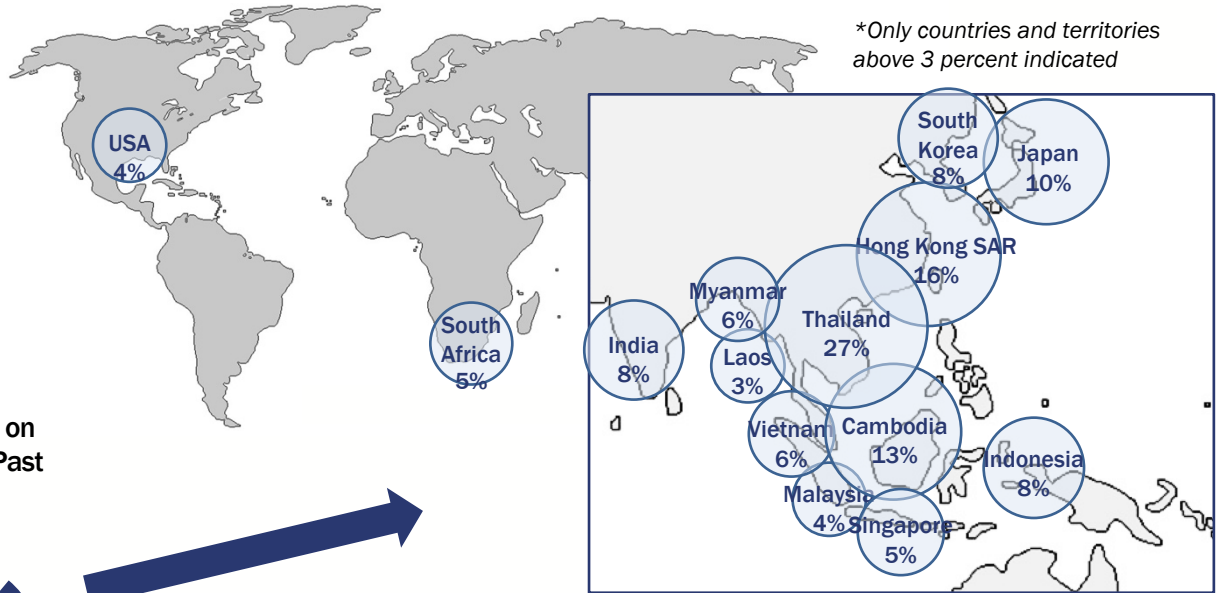 *Only countries and territories
above 3 percent indicated
USA
4%
South
Africa
5%
South
Korea
8%
Japan
10%
Hong Kong SAR
16%
Myanmar
6%
Thailand
27%
India
8%
Laos
3%
Vietnam
6%
Cambodia
13%
Indonesia
8%
Malaysia
4%
Singapore
5%
on
Past